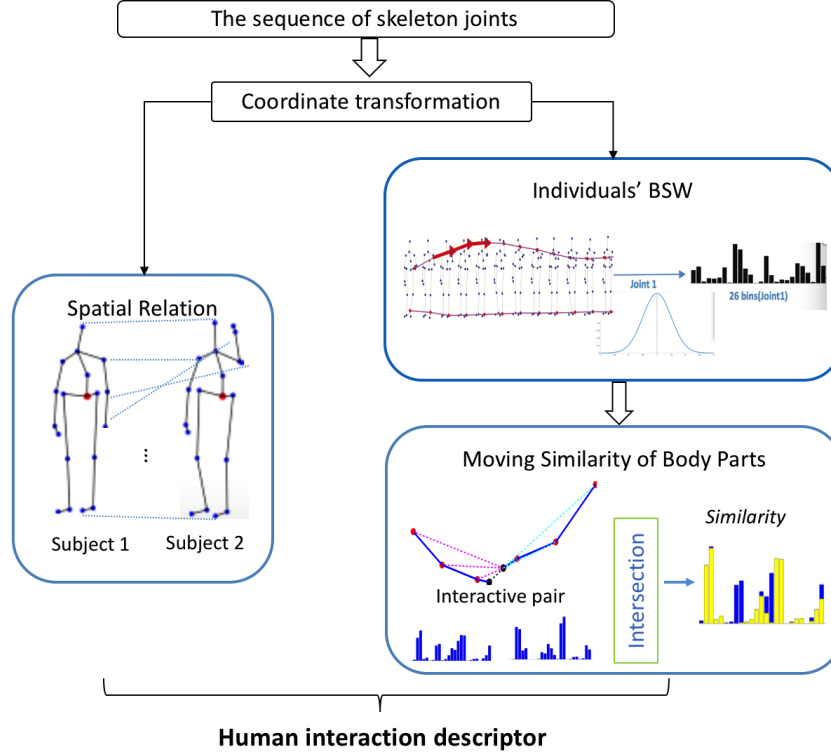 The sequence of skeleton joints
Coordinate transformation
Individuals’ BSW
Joint 1
26 bins(Joint1)
Spatial Relation
Subject 1
Subject 2
Moving Similarity of Body Parts
Similarity
Interactive pair
Intersection
Human interaction descriptor